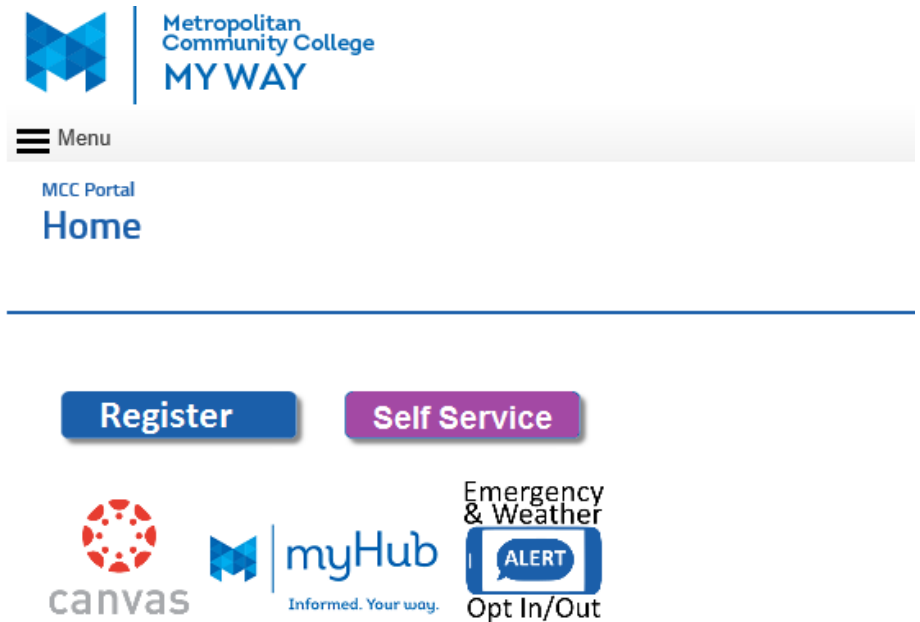 Metropolitan
Community College
MY WAY
Menu
MCC Portal
Home
Register
Self Service
canvas
myHub
Informed. Your way.
Emergency
& Weather
ALERT
Opt In/Out